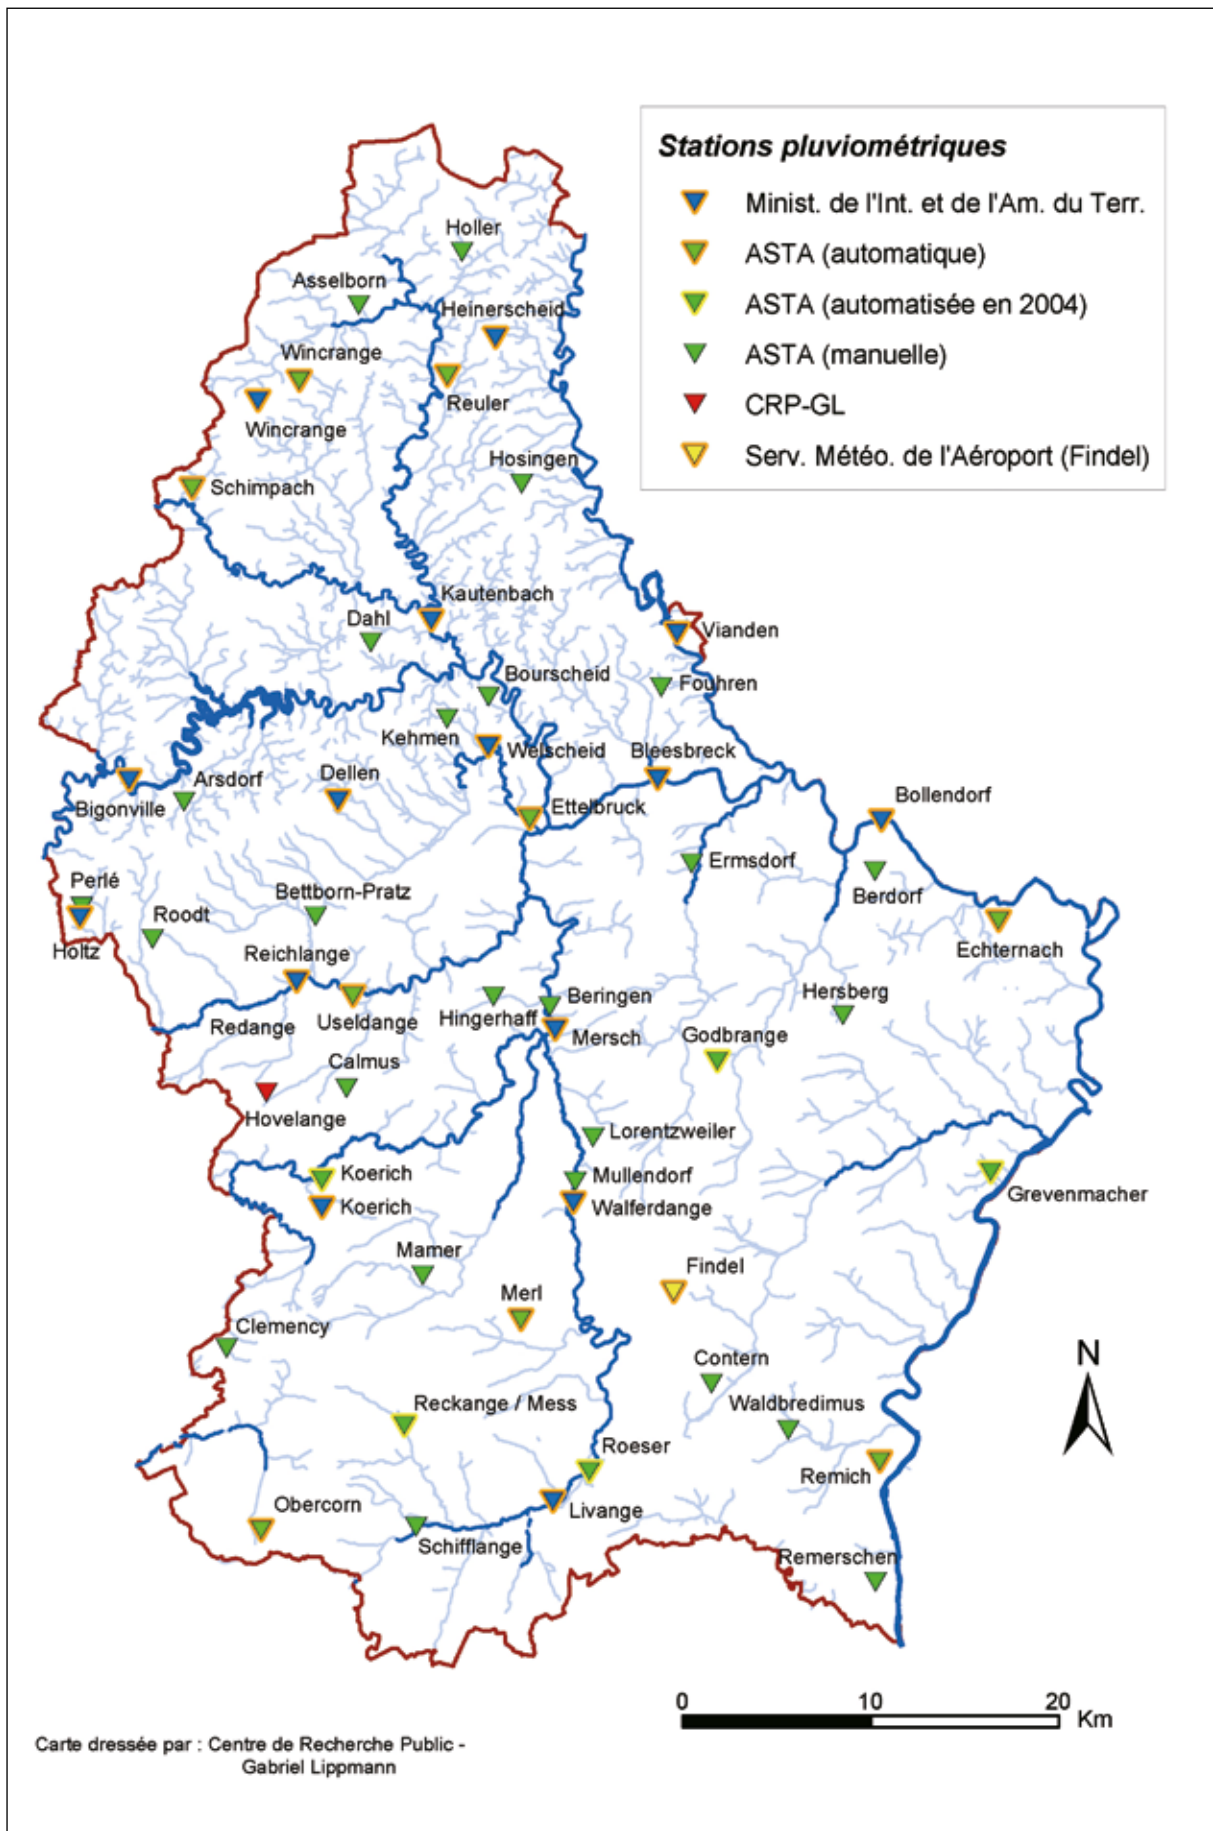 Stations pluviométriques
Minist. de l'Int. et de l'Am. du Terr.
ASTA (automatique)
ASTA (automatisée en 2004)
ASTA (manuelle)
CRP-GL
Serv. Météo. de l'Aéroport (Findel)
Holler
Asselborn
Heinerscheid
Wincrange
Reuler
Wincrange
Hosingen
Schimpach
Kautenbach
Dahl
Vianden
Bourscheid
Fouhren
Kehmen
Welscheid
Bleesbreck
Arsdorf
Dellen
Bigonville
Ettelbruck
Bollendorf
Ermsdorf
Berdorf
Perlé
Bettborn-Pratz
Roodt
Holtz
Echternach
Reichlange
Hersberg
Beringen
Redange
Useldange
Hingerhaff
Mersch
Godbrange
Calmus
Hovelange
Lorentzweiler
Koerich
Mullendorf
Grevenmacher
Koerich
Walferdange
Mamer
Findel
Merl
Clemency
Contern
Reckange / Mess
Waldbredimus
Roeser
Remich
Obercorn
Livange
Schifflange
Remerschen
N
0 10 20
Km
Carte dressée par : Centre de Recherche Public -
Gabriel Lippmann